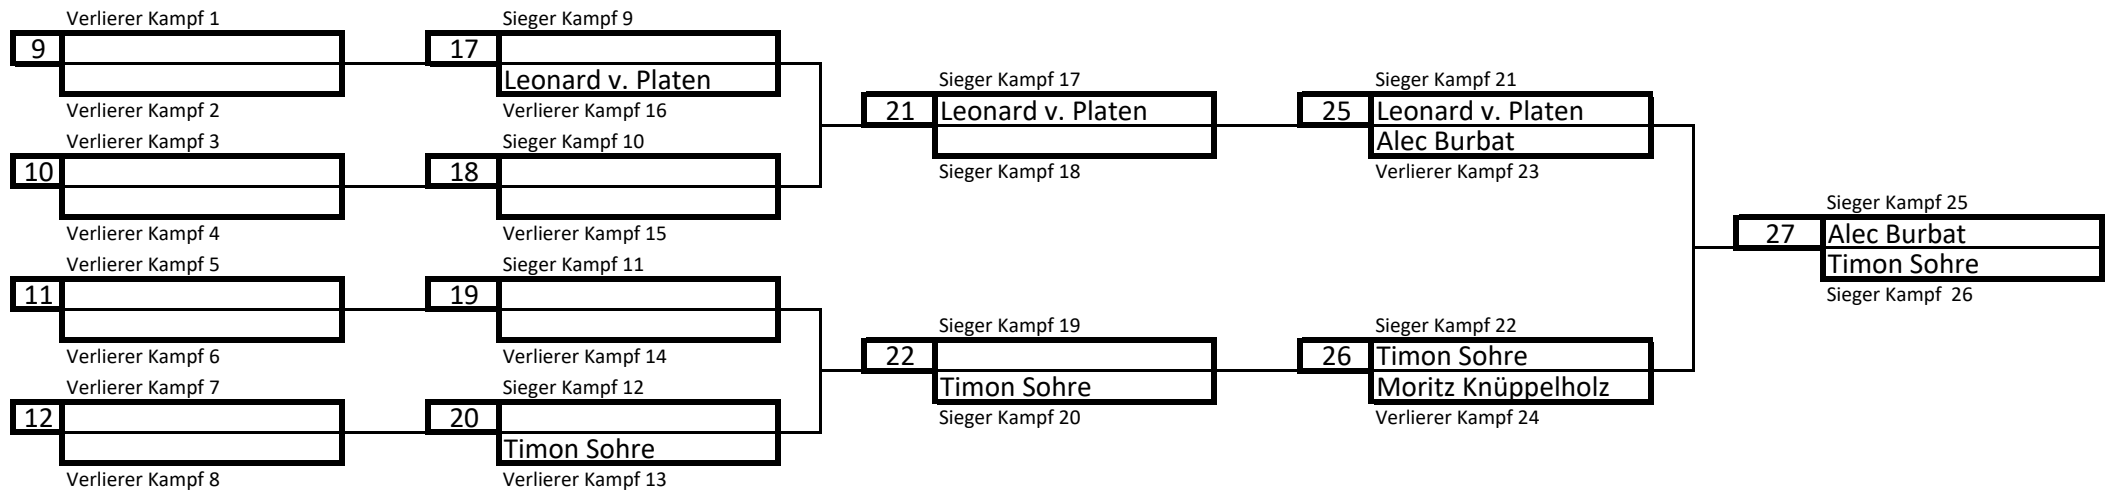 Verlierer Kampf 1
9
Verlierer Kampf 2
Verlierer Kampf 3
10
Verlierer Kampf 4
Verlierer Kampf 5
11
Verlierer Kampf 6
Verlierer Kampf 7
12
Verlierer Kampf 8
Sieger Kampf 9
17
Leonard v. Platen
Verlierer Kampf 16
Sieger Kampf 10
18
Verlierer Kampf 15
Sieger Kampf 11
19
Verlierer Kampf 14
Sieger Kampf 12
20
Timon Sohre
Verlierer Kampf 13
Sieger Kampf 17
21 Leonard v. Platen
Sieger Kampf 18
Sieger Kampf 19
22
Timon Sohre
Sieger Kampf 20
Sieger Kampf 21
25 Leonard v. Platen
Alec Burbat
Verlierer Kampf 23
Sieger Kampf 22
26 Timon Sohre
Moritz Knüppelholz
Verlierer Kampf 24
Sieger Kampf 25
27 Alec Burbat
Timon Sohre
Sieger Kampf  26